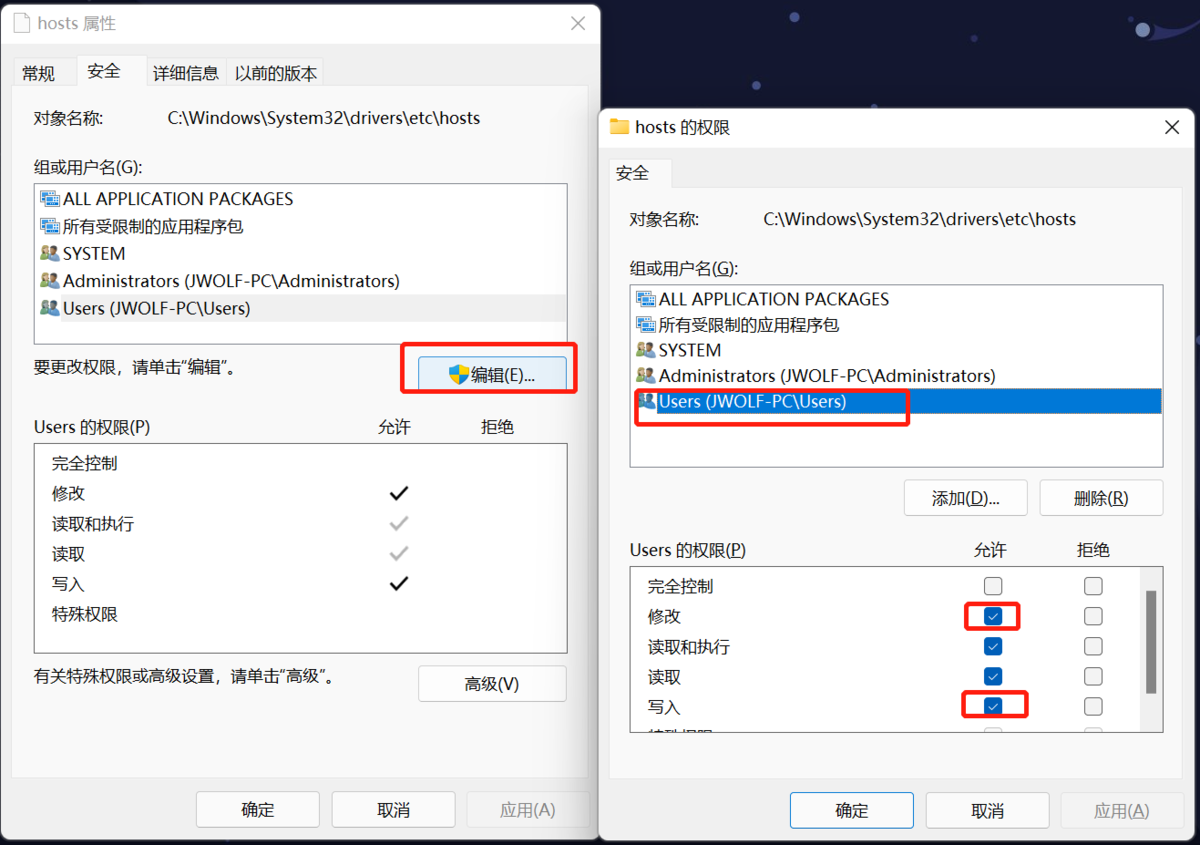 hosts 属性
常规 安全 详细信息 以前的版本
对象名称: C:\Windows\System32\drivers\etc\hosts
组或用户名(G):
ALL APPLICATION PACKAGES
所有受限制的应用程序包
SYSTEM
Administrators (JWOLF-PC\Administrators)
Users (JWOLF-PC\Users)
要更改权限，请单击“编辑”。
编辑(E)...
Users 的权限(P) 允许 拒绝
完全控制
修改
读取和执行
读取
写入
特殊权限
有关特殊权限或高级设置，请单击“高级”。
高级(V)
确定 取消 应用(A)
hosts 的权限
安全
对象名称: C:\Windows\System32\drivers\etc\hosts
组或用户名(G):
ALL APPLICATION PACKAGES
所有受限制的应用程序包
SYSTEM
Administrators (JWOLF-PC\Administrators)
Users (JWOLF-PC\Users)
添加(D)... 删除(R)
Users 的权限(P) 允许 拒绝
完全控制
修改
读取和执行
读取
写入
确定 取消 应用(A)